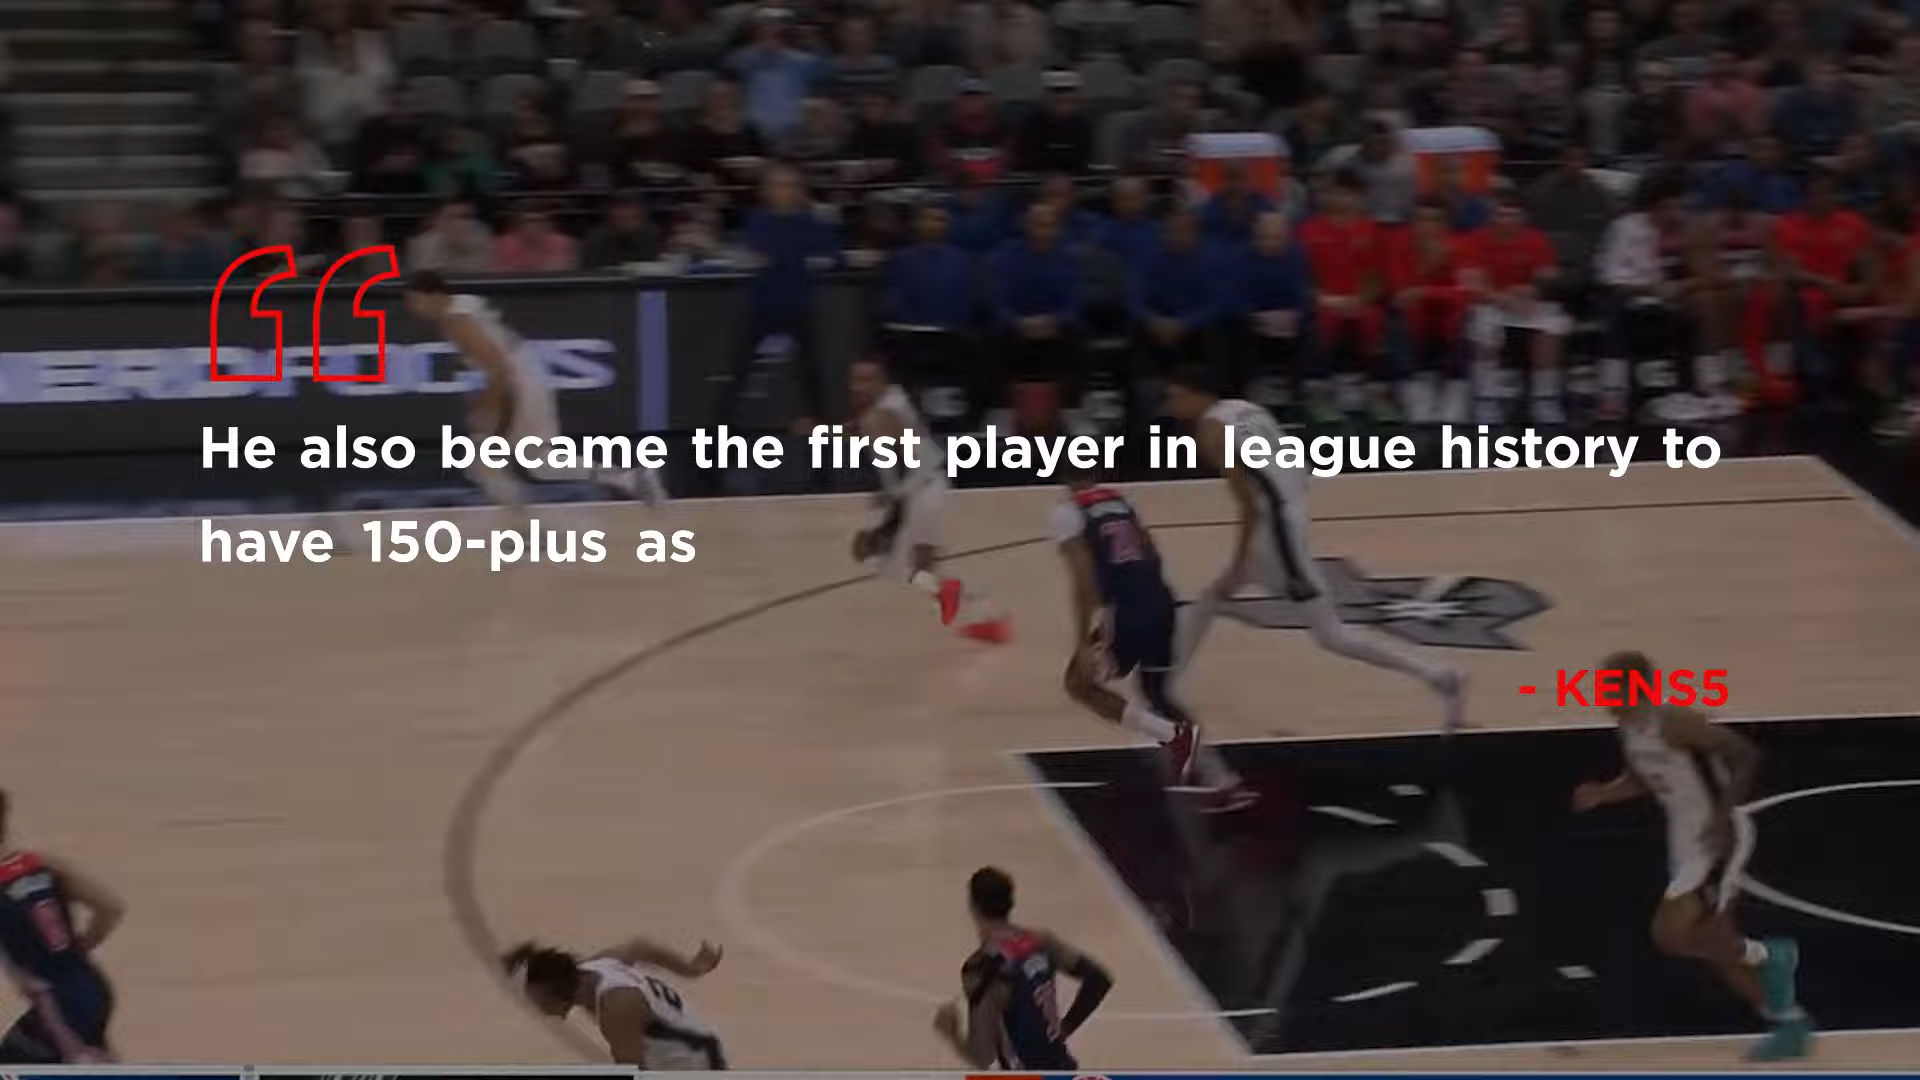 He also became the first player in league history to
have 150-plus as
- KENS5